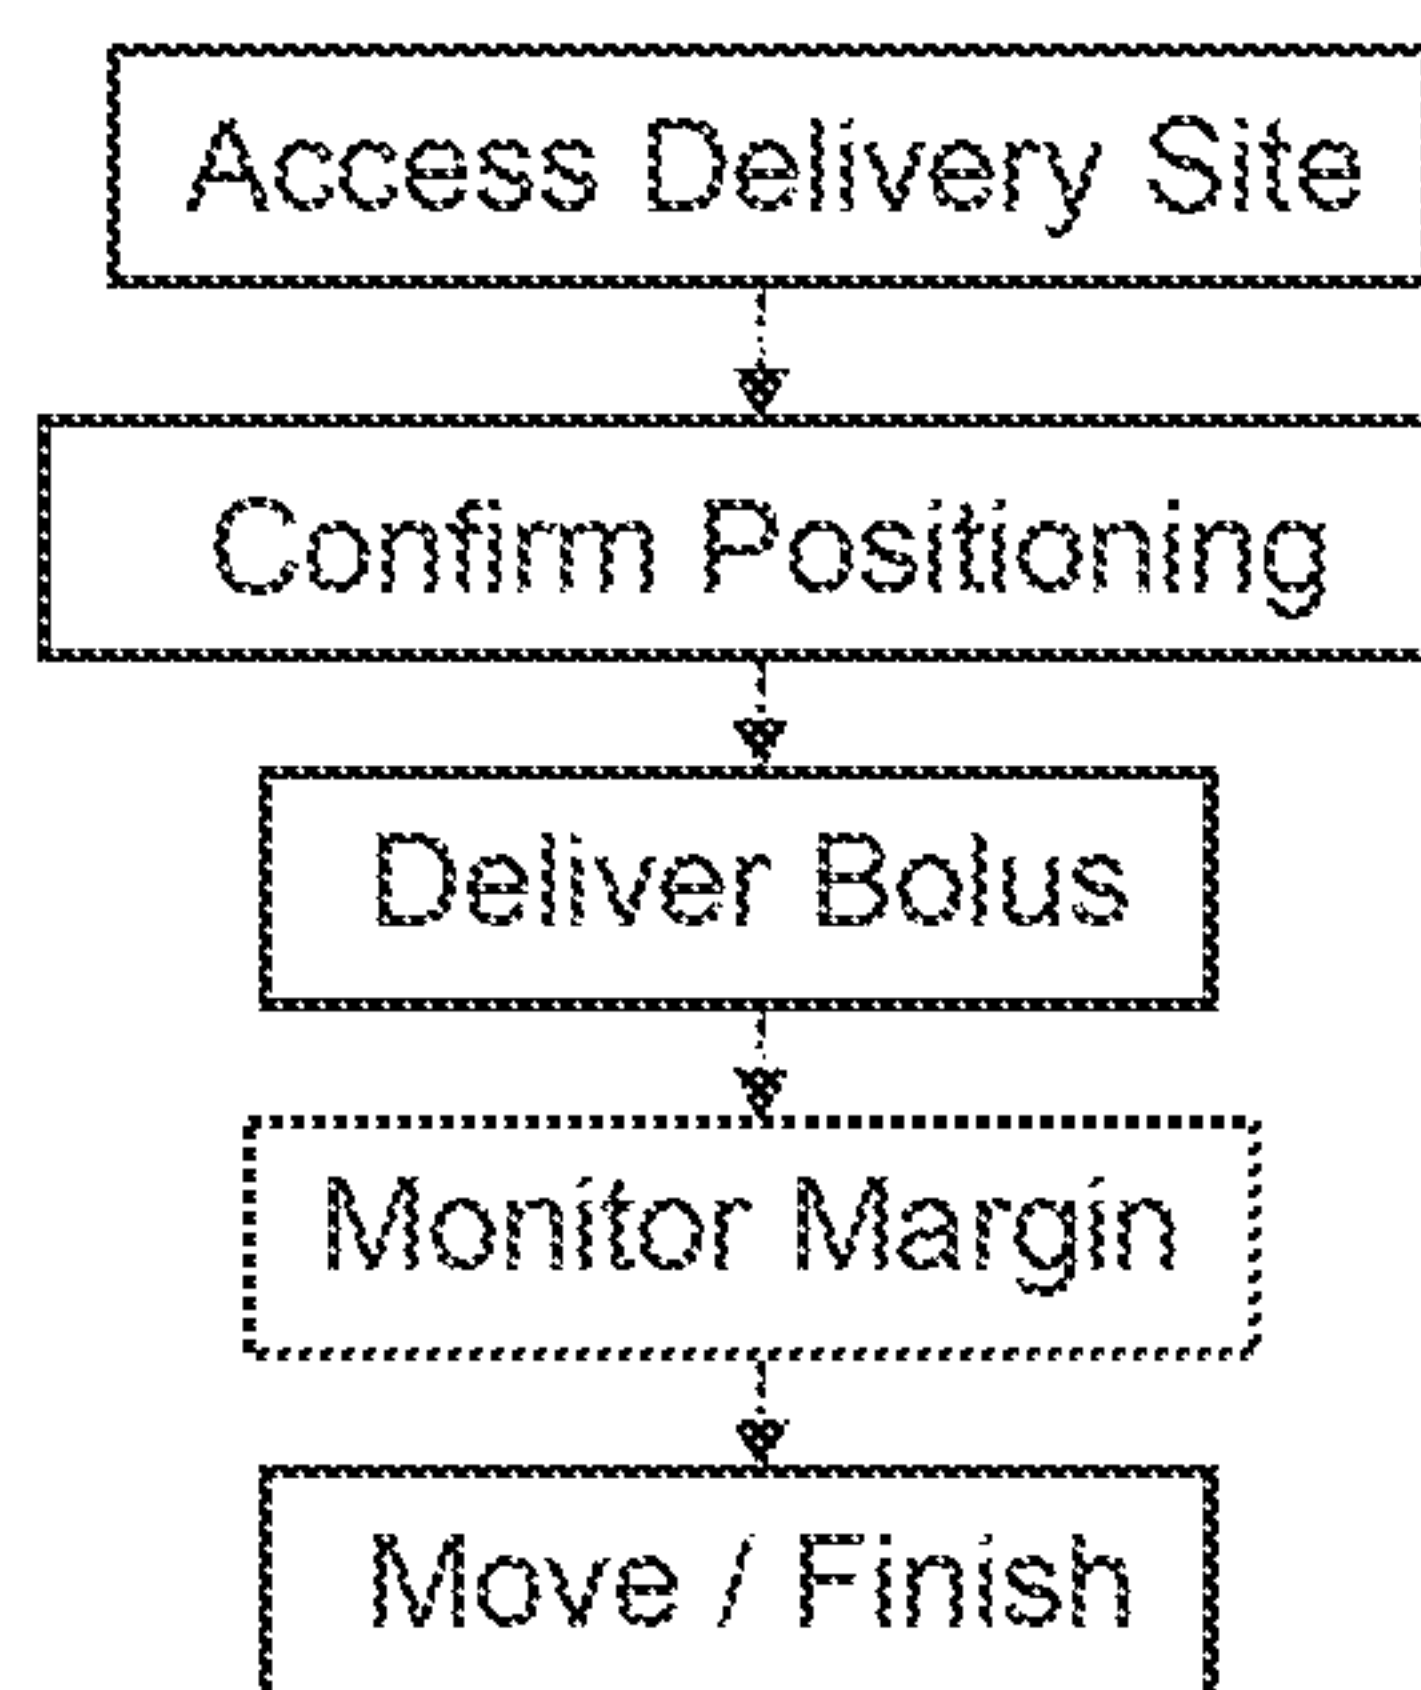 Access Delivery Site
Confirm Positioning
Deliver Bolus
Monitor Margin
Move / Finish